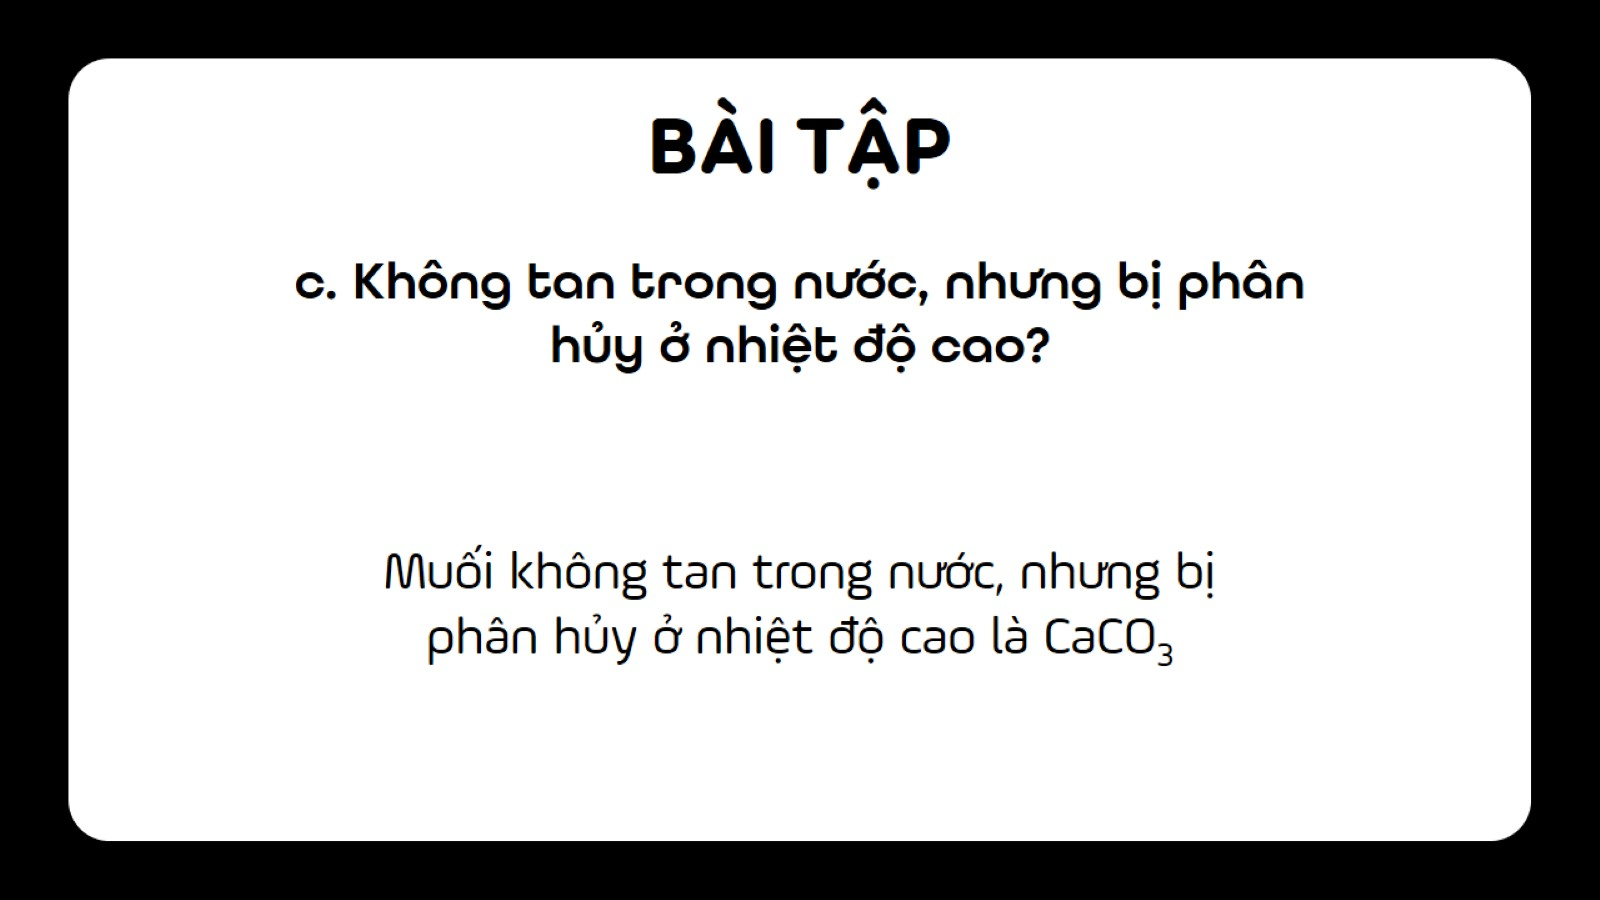 BÀI TẬP
c. Không tan trong nước, nhưng bị phân
hủy ở nhiệt độ cao?
Muối không tan trong nước, nhưng bị
phân hủy ở nhiệt độ cao là CaCO₃